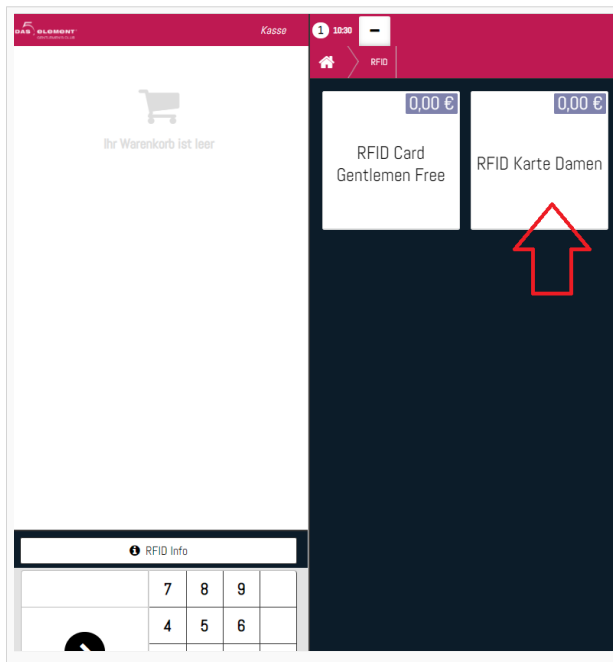 DAS 5 element
Kasse
Ihr Warenkorb ist leer
RFID Info
7 8 9
4 5 6
1 10:30 −
RFID
0,00 €
RFID Card
Gentlemen Free
0,00 €
RFID Karte Damen